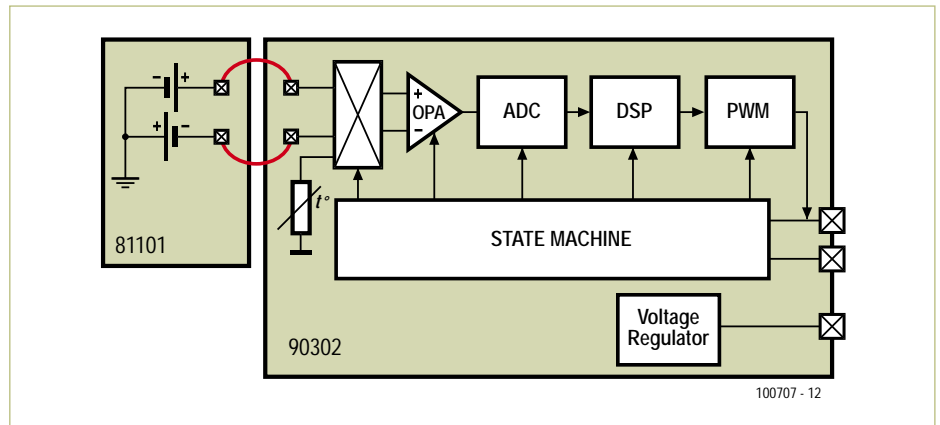 - +
+ -
81101
t°
+
OPA
-
ADC
DSP
PWM
STATE MACHINE
Voltage
Regulator
90302
100707 - 12